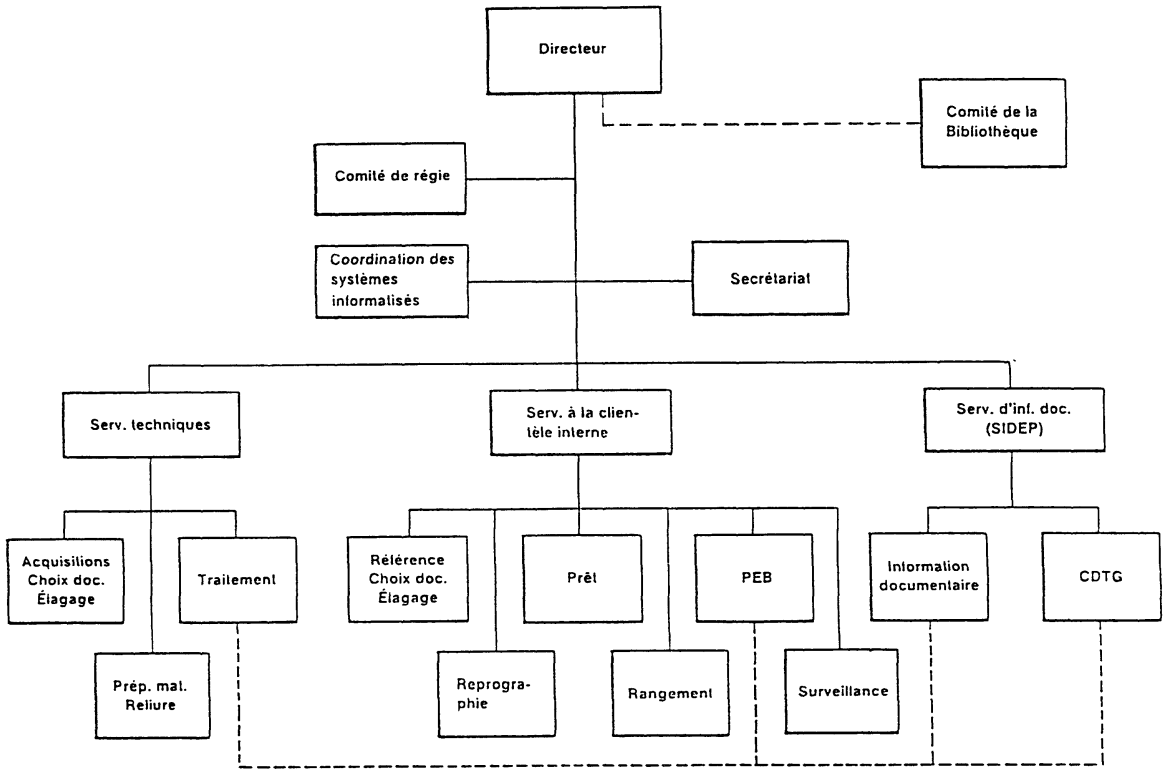 Directeur
Comité de la
Bibliothèque
Comité de régie
Coordination des
systèmes
informatisés
Secrétariat
Serv. techniques
Serv. à la clien-
tèle interne
Serv. d'inf. doc.
(SIDEP)
Acquisitions
Choix doc.
Élagage
Traitement
Référence
Choix doc.
Élagage
Prêt
PEB
Information
documentaire
CDTG
Prép. mat.
Reliure
Reprogra-
phie
Rangement
Surveillance